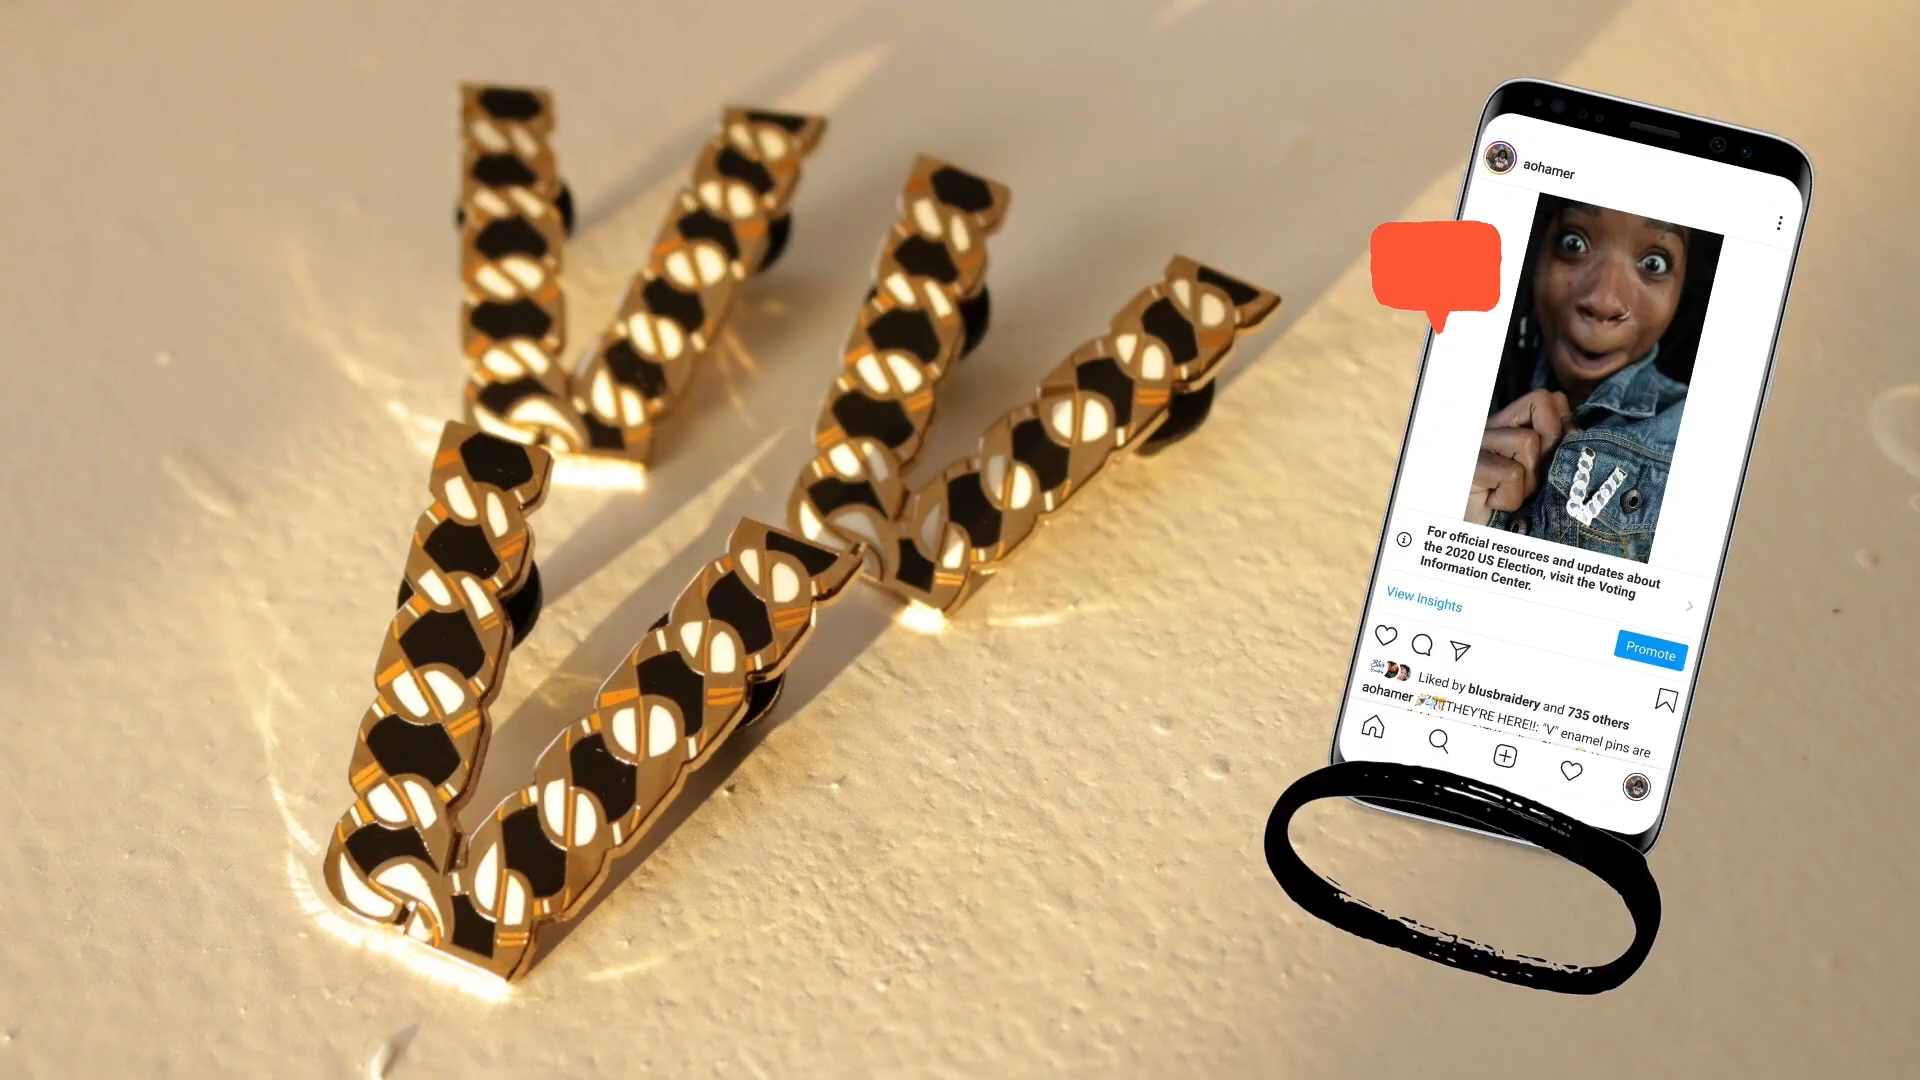 aohamer
For official resources and updates about
the 2020 US Election, visit the Voting
Information Center.
View Insights
Promote
Liked by blusbraidery and 735 others
aohamer THEY'RE HERE!!: "V" enamel pins are